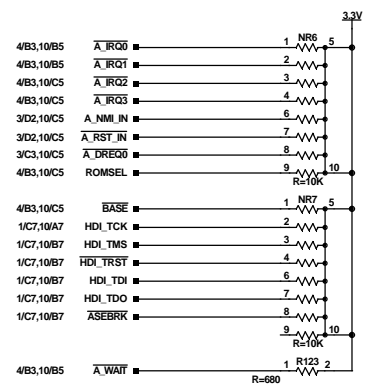 3.3V
4/B3,10/B5 A_IRQ0 1 NR6 5
4/B3,10/B5 A_IRQ1 2
4/B3,10/C5 A_IRQ2 3
4/B3,10/C5 A_IRQ3 4
3/D2,10/C5 A_NMI_IN 6
3/D2,10/C5 A_RST_IN 7
3/C3,10/C5 A_DREQ0 8
4/B3,10/C5 ROMSEL 9 10
R=10K
4/B3,10/C5 BASE 1 NR7 5
1/C7,10/A7 HDI_TCK 2
1/C7,10/B7 HDI_TMS 3
1/C7,10/B7 HDI_TRST 4
1/C7,10/B7 HDI_TDI 6
1/C7,10/B7 HDI_TDO 7
1/C7,10/B7 ASEBRK 8
9 10
R=10K
4/B3,10/B5 A_WAIT 1 R123 2
R=680